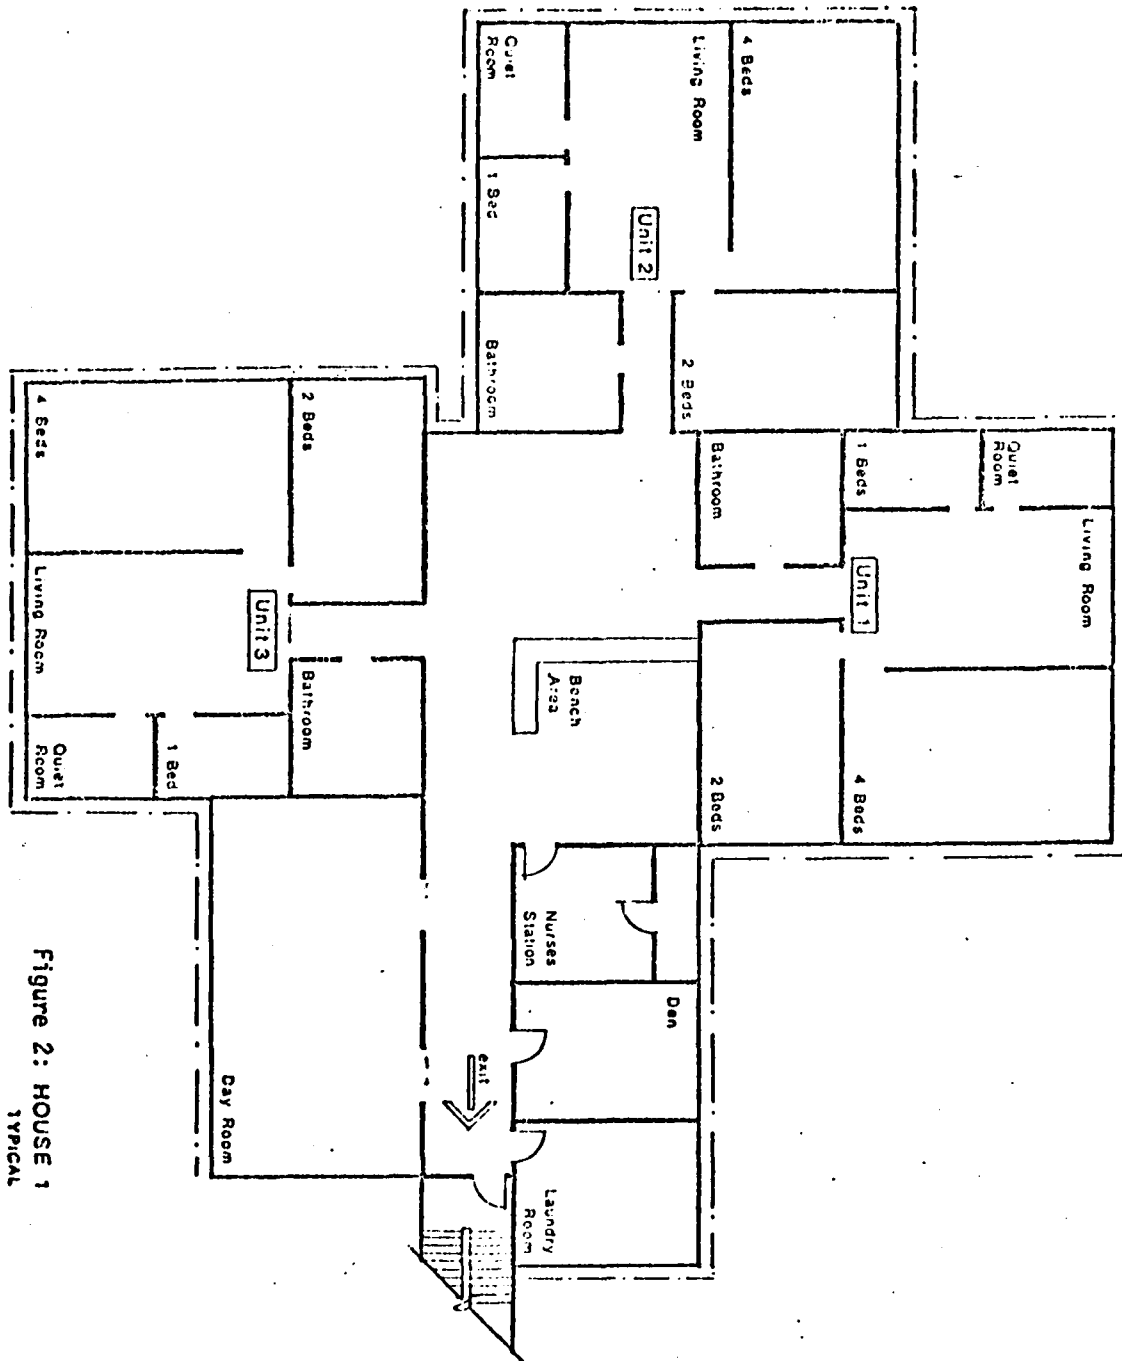 4 Beds
Living Room
Quiet
Room
1 Bed
Unit 2
2 Beds
Bathroom
Quiet
Room
1 Beds
Bathroom
Living Room
Unit 1
4 Beds
2 Beds
Bench
Area
4 Beds
2 Beds
Living Room
Unit 3
Bathroom
Quiet
Room
1 Bed
Nurses
Station
Den
exit
Day Room
Laundry
Room
Figure 2: HOUSE 1
TYPICAL